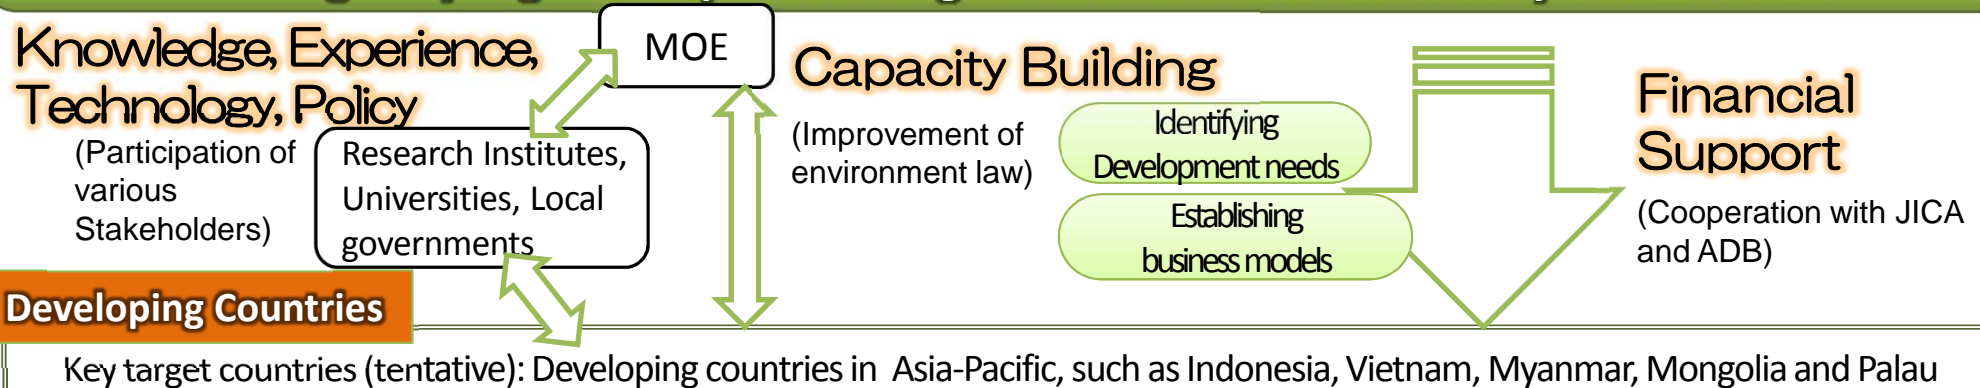 Knowledge, Experience,
Technology, Policy
(Participation of
various
Stakeholders)
MOE
Research Institutes,
Universities, Local
governments
Capacity Building
(Improvement of
environment law)
Identifying
Development needs
Establishing
business models
Financial
Support
(Cooperation with JICA
and ADB)
Developing Countries
Key target countries (tentative): Developing countries in Asia-Pacific, such as Indonesia, Vietnam, Myanmar, Mongolia and Palau